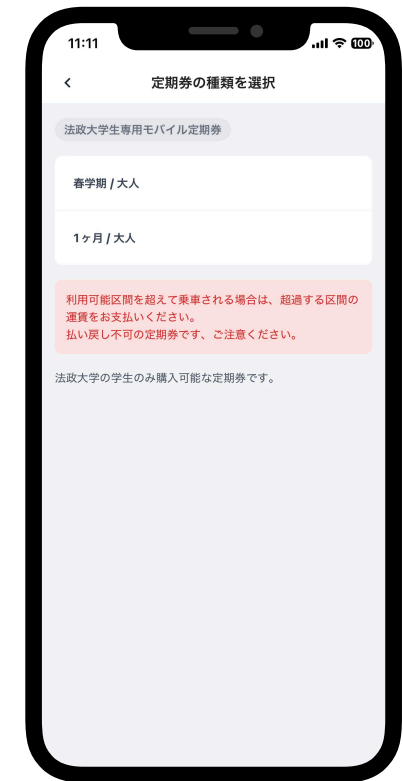 11:11
100
定期券の種類を選択
法政大学生専用モバイル定期券
春学期 / 大人
1ヶ月 / 大人
利用可能区間を超えて乗車される場合は、超過する区間の
運賃をお支払いください。
払い戻し不可の定期券です、ご注意ください。
法政大学の学生のみ購入可能な定期券です。